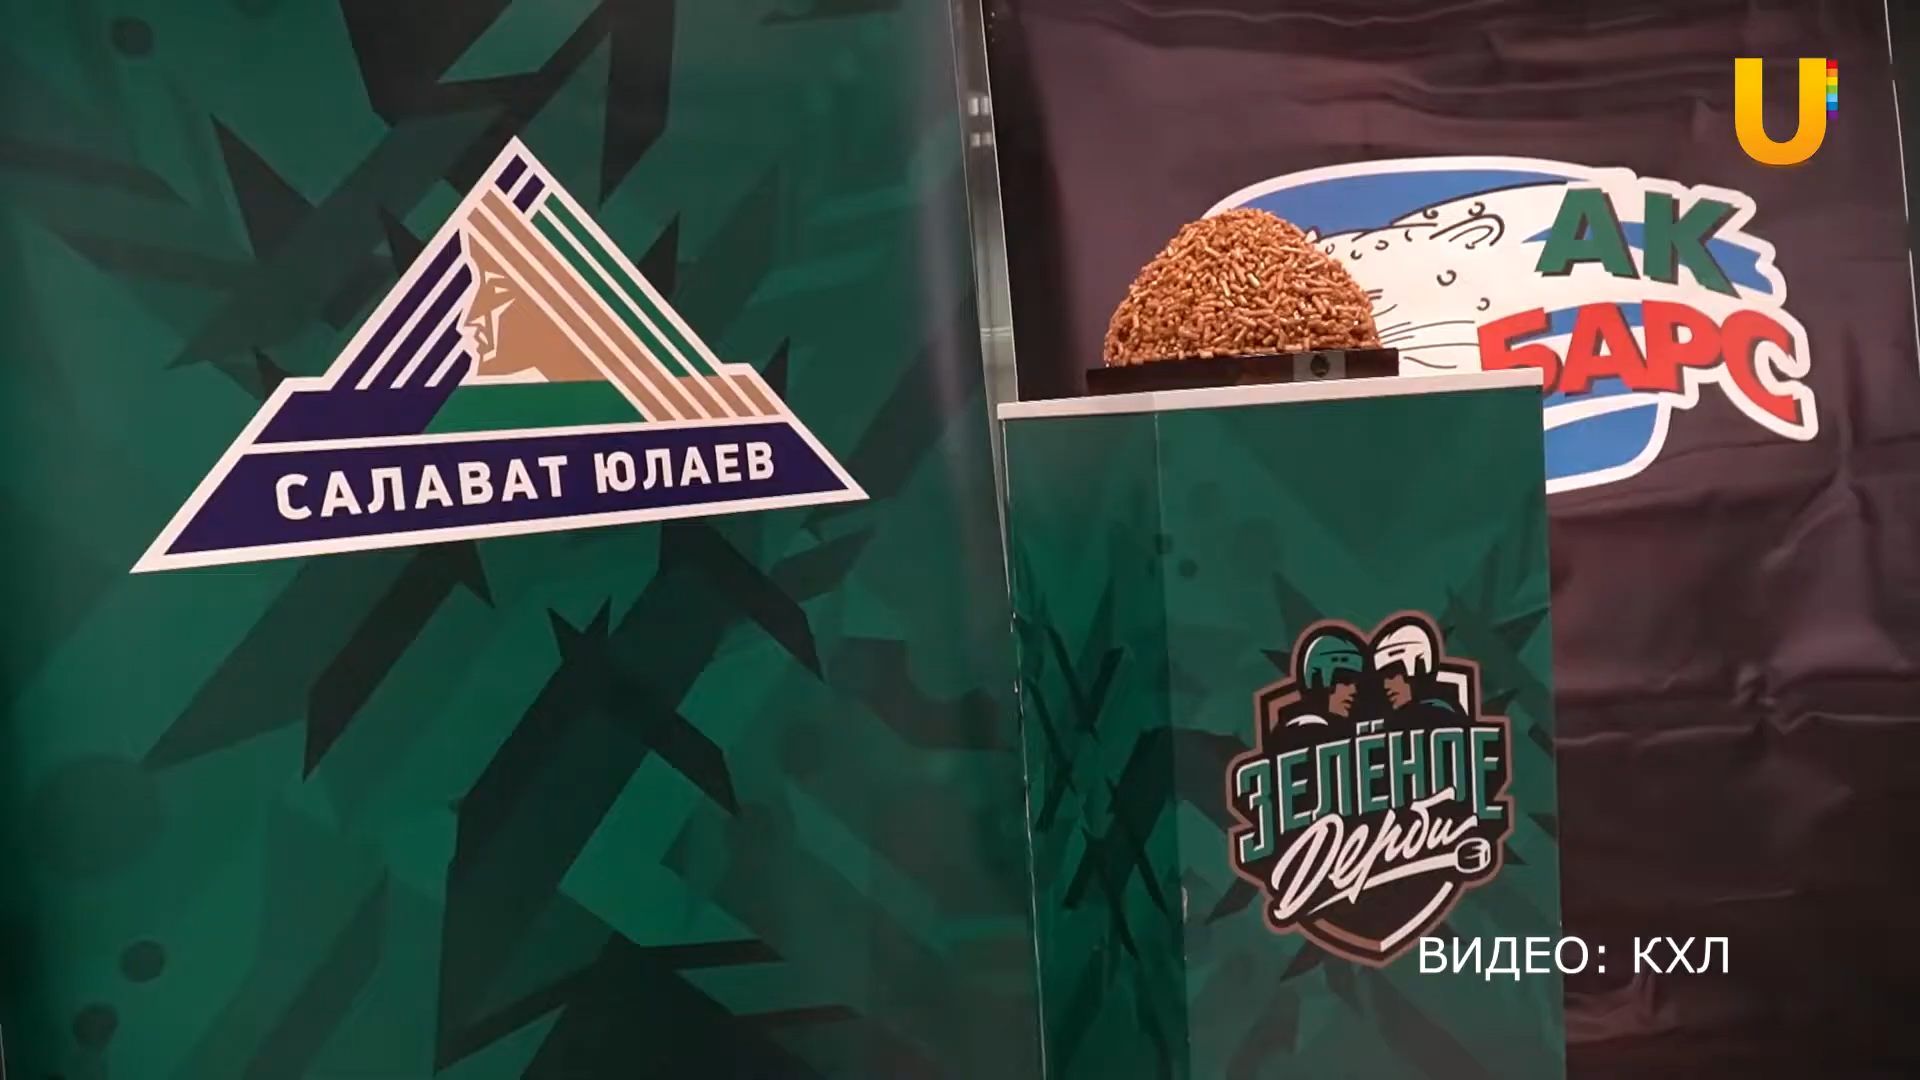 U
САЛАВАТ ЮЛАЕВ
АК
БАРС
ЗЕЛЁНОЕ
Дерби
ВИДЕО: КХЛ